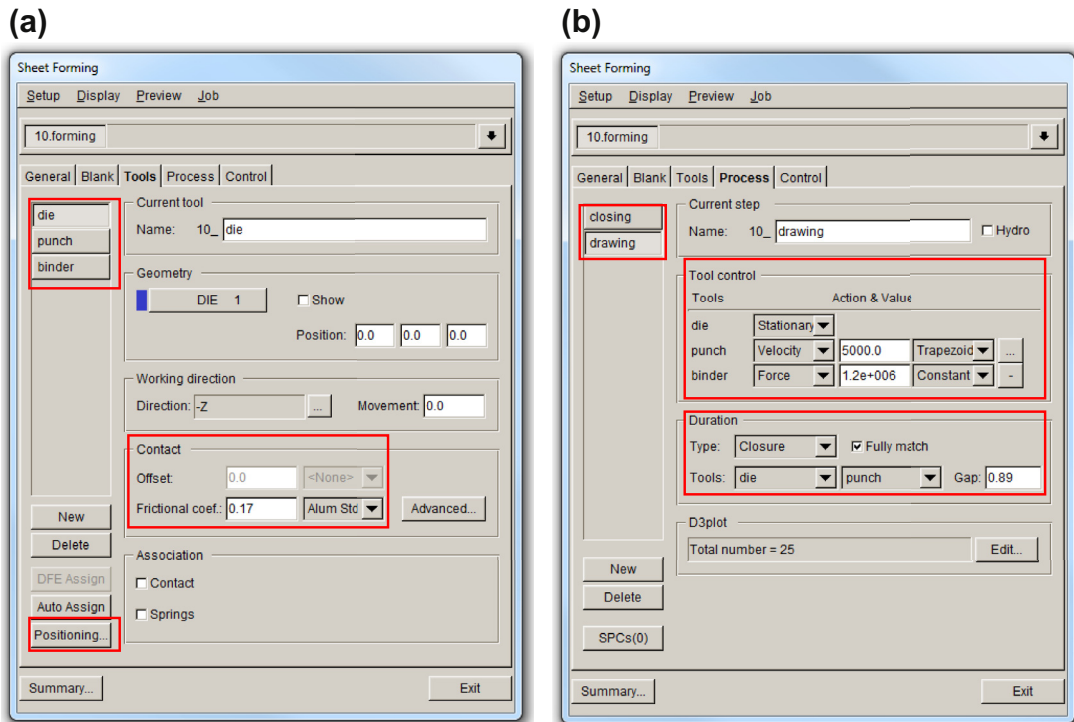 (a)
Sheet Forming
Setup Display Preview Job
10.forming
General Blank Tools Process Control
die
punch
binder
Current tool
Name: 10_ die
Geometry
DIE 1 Show
Position: 0.0 0.0 0.0
Working direction
Direction: -Z ... Movement: 0.0
Contact
Offset: 0.0 <None>
Frictional coef.: 0.17 Alum Std Advanced...
Association
Contact
Springs
New
Delete
DFE Assign
Auto Assign
Positioning...
Summary... Exit
(b)
Sheet Forming
Setup Display Preview Job
10.forming
General Blank Tools Process Control
closing
drawing
Current step
Name: 10_ drawing Hydro
Tool control
Tools Action & Value
die Stationary
punch Velocity 5000.0 Trapezoid ...
binder Force 1.2e+006 Constant -
Duration
Type: Closure Fully match
Tools: die punch Gap: 0.89
D3plot
Total number = 25 Edit...
New
Delete
SPCs(0)
Summary... Exit